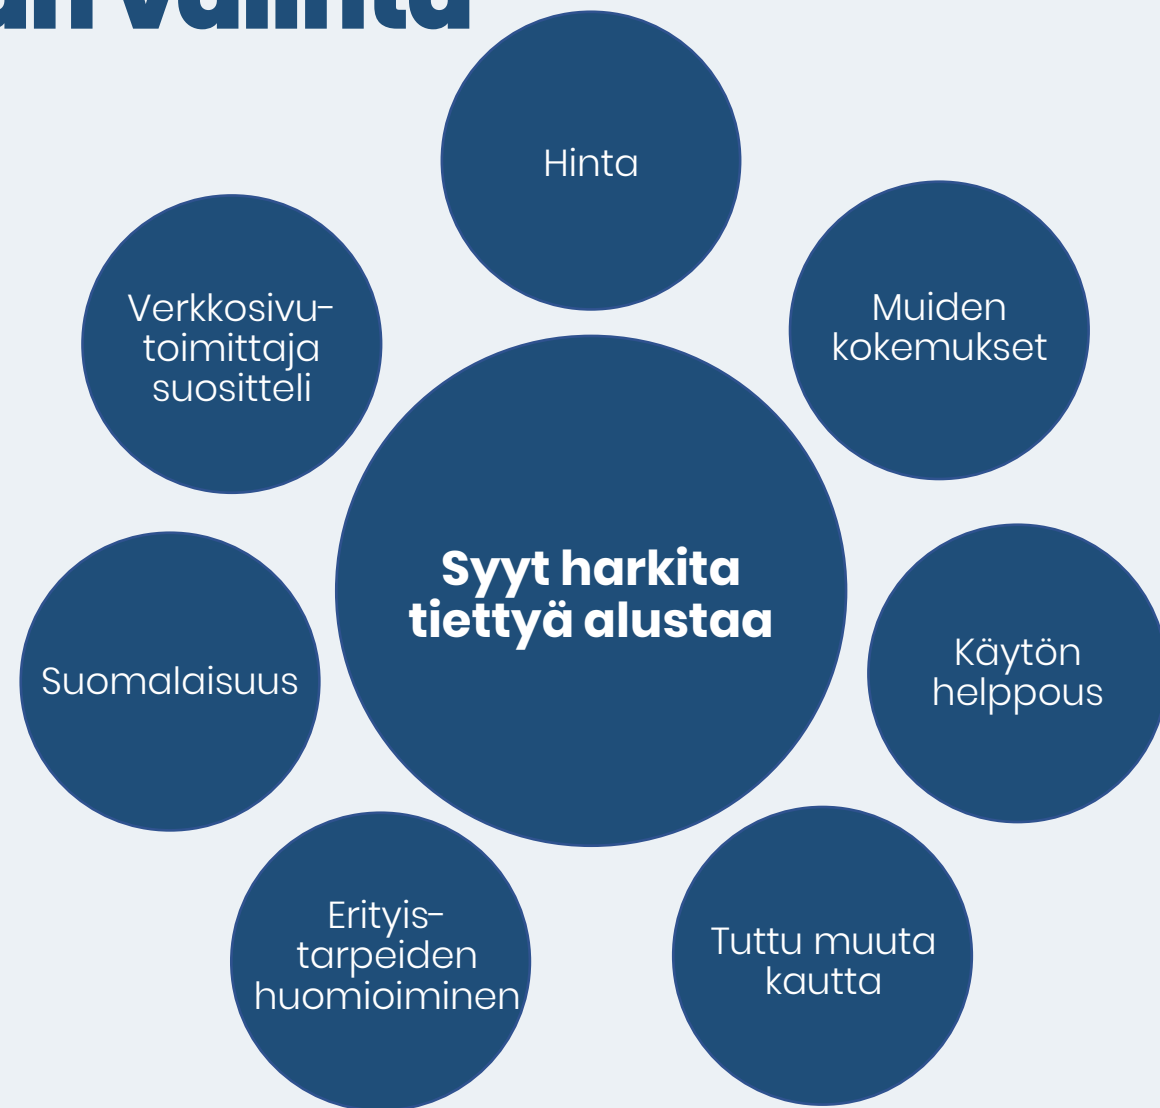 valinta
Hinta
Muiden
kokemukset
Käytön
helppous
Tuttu muuta
kautta
Erityis-
tarpeiden
huomioiminen
Suomalaisuus
Verkkosivu-
toimittaja
suositteli
Syyt harkita
tiettyä alustaa